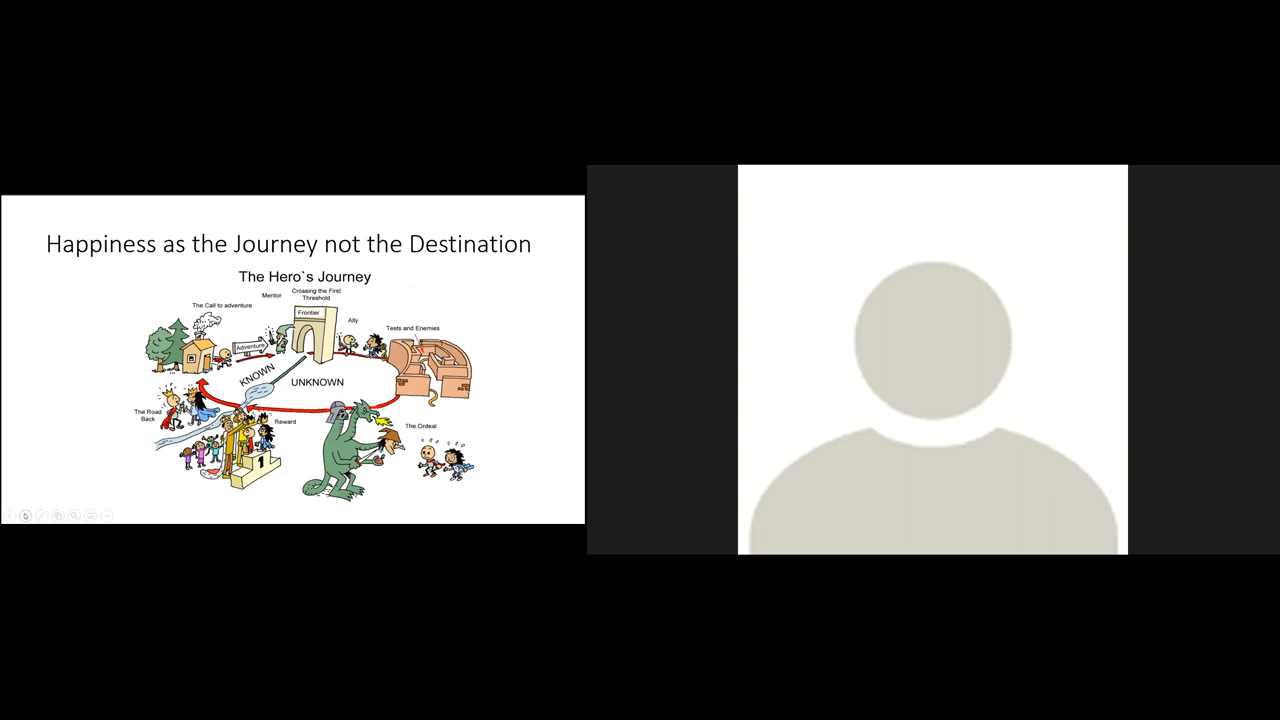 Happiness as the Journey not the Destination
The Hero`s Journey
Crossing the First
Threshold
Mentor
The Call to adventure
Frontier
Ally
Tests and Enemies
Adventure
KNOWN
UNKNOWN
The Road
Back
Reward
The Ordeal
1